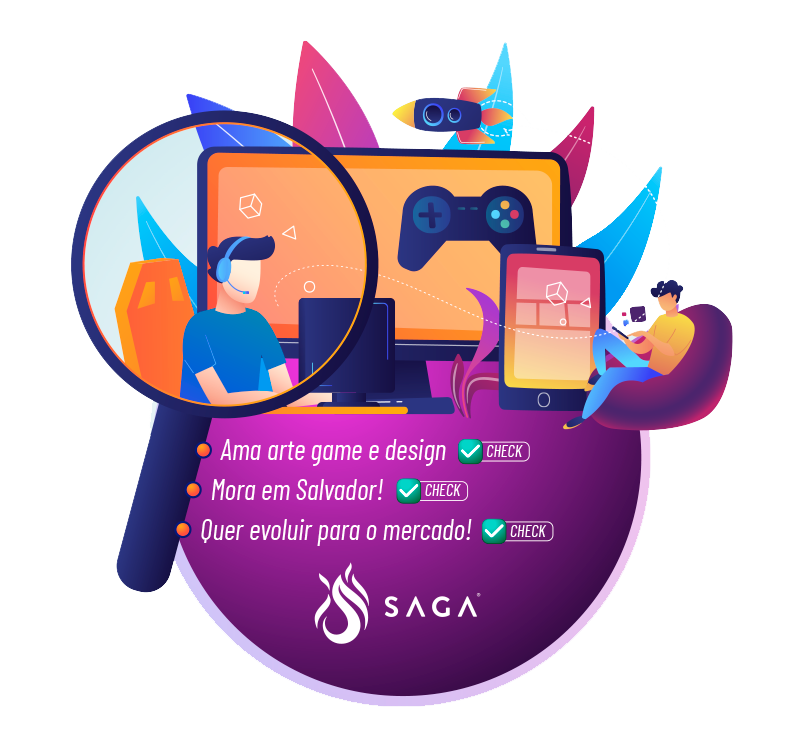 Ama arte game e design CHECK
Mora em Salvador! CHECK
Quer evoluir para o mercado! CHECK
SAGA®